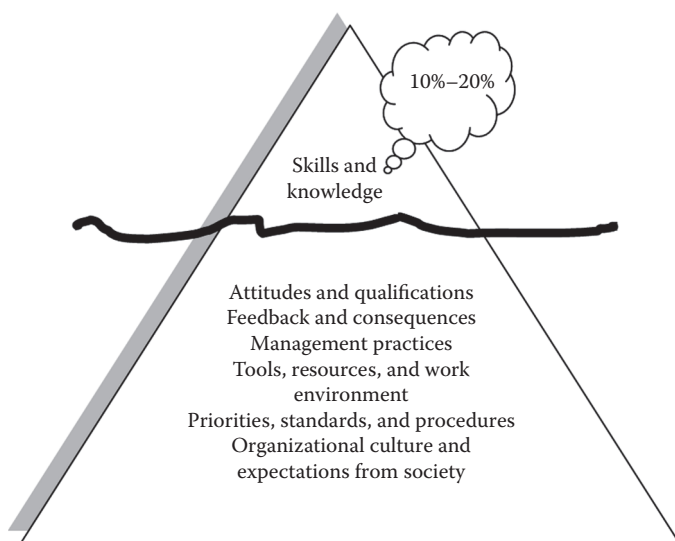 10%–20%
Skills and
knowledge
Attitudes and qualifications
Feedback and consequences
Management practices
Tools, resources, and work
environment
Priorities, standards, and procedures
Organizational culture and
expectations from society